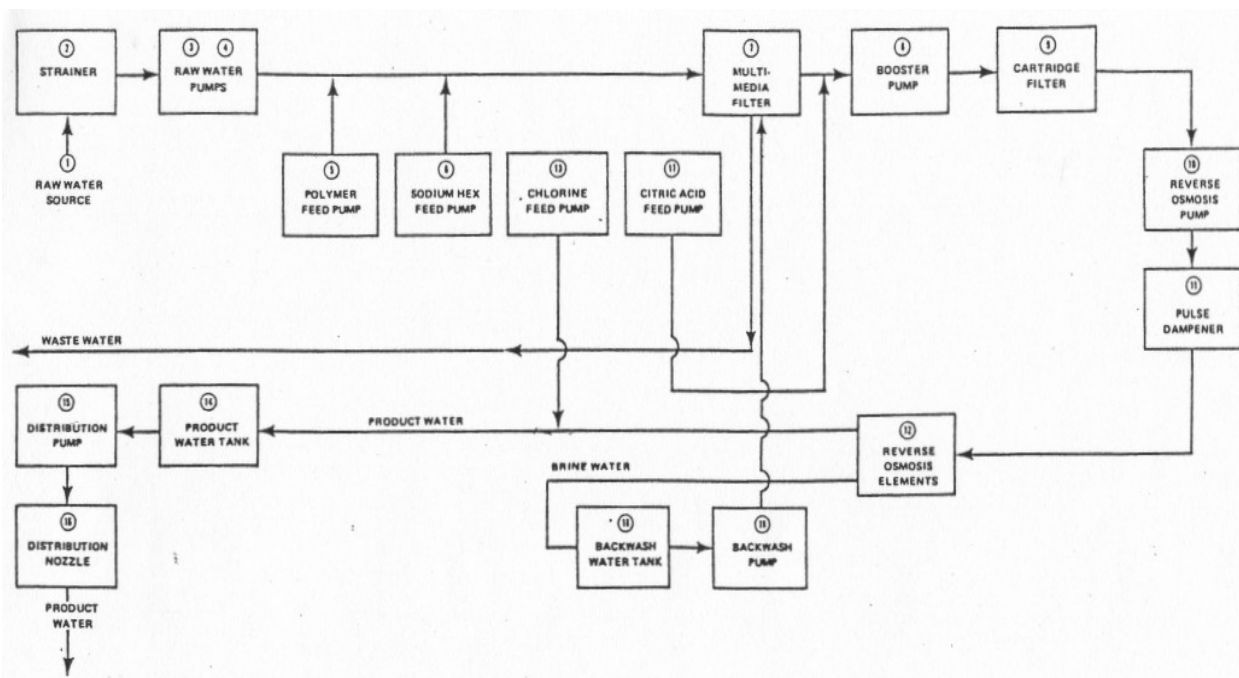 2
STRAINER
3 4
RAW WATER
PUMPS
7
MULTI-
MEDIA
FILTER
8
BOOSTER
PUMP
9
CARTRIDGE
FILTER
1
RAW WATER
SOURCE
5
POLYMER
FEED PUMP
6
SODIUM HEX
FEED PUMP
13
CHLORINE
FEED PUMP
17
CITRIC ACID
FEED PUMP
10
REVERSE
OSMOSIS
PUMP
11
PULSE
DAMPENER
WASTE WATER
15
DISTRIBUTION
PUMP
14
PRODUCT
WATER TANK
PRODUCT WATER
12
REVERSE
OSMOSIS
ELEMENTS
BRINE WATER
16
DISTRIBUTION
NOZZLE
18
BACKWASH
WATER TANK
19
BACKWASH
PUMP
PRODUCT
WATER